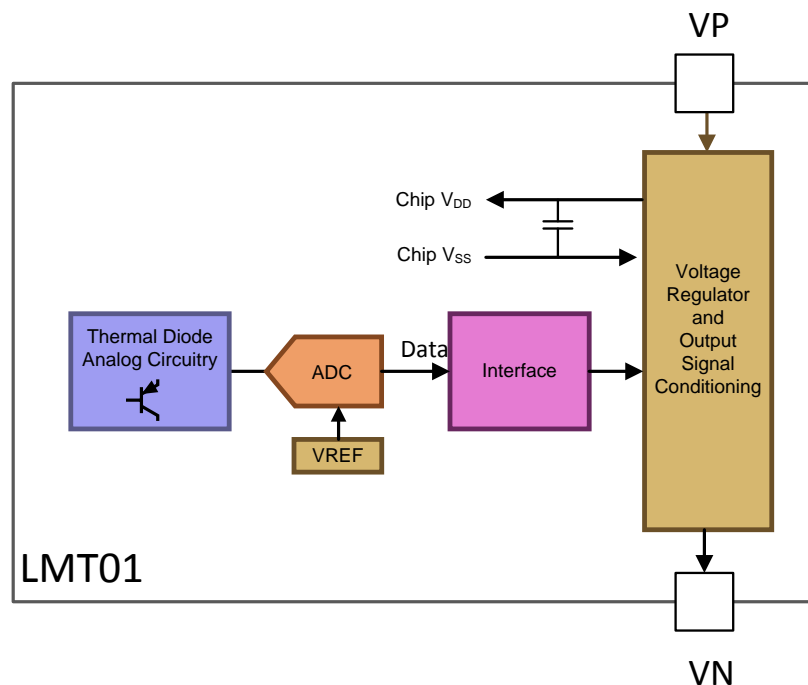 VP
Chip VDD
Chip VSS
Voltage
Regulator
and
Output
Signal
Conditioning
Thermal Diode
Analog Circuitry
ADC
Data
Interface
VREF
LMT01
VN